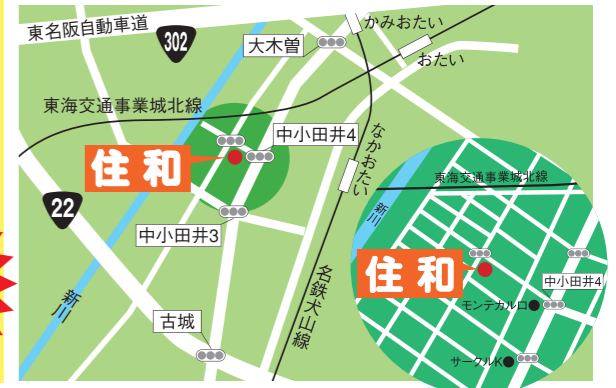 東名阪自動車道
302
大木曽
かみおたい
おたい
東海交通事業城北線
中小田井4
なかおたい
住和
22
中小田井3
新川
古城
名鉄犬山線
東海交通事業城北線
新川
住和
中小田井4
モンテカルロ
サークルK